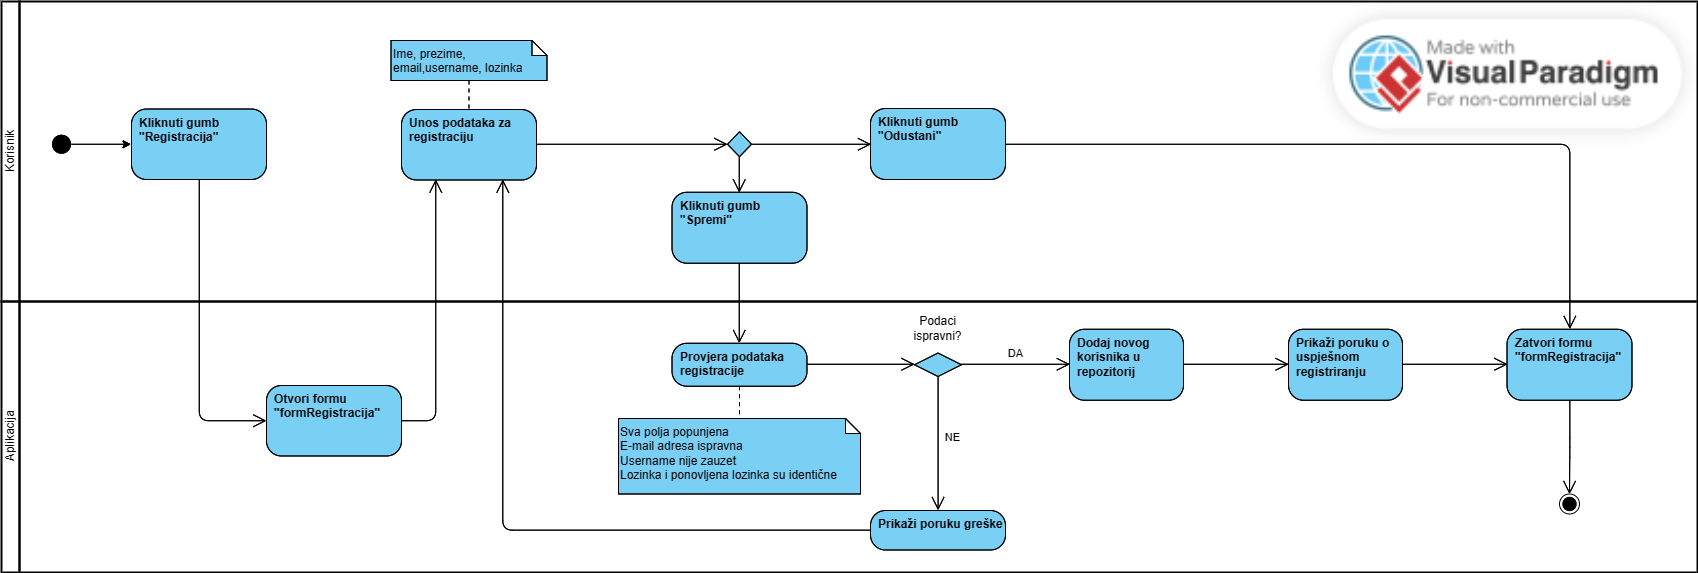 Korisnik
Aplikacija
Ime, prezime,
email,username, lozinka
Kliknuti gumb
"Registracija"
Unos podataka za
registraciju
Kliknuti gumb
"Odustani"
Kliknuti gumb
"Spremi"
Made with
Visual Paradigm
For non-commercial use
Otvori formu
"formRegistracija"
Provjera podataka
registracije
Podaci
ispravni?
DA
NE
Dodaj novog
korisnika u
repozitorij
Prikaži poruku o
uspješnom
registriranju
Zatvori formu
"formRegistracija"
Sva polja popunjena
E-mail adresa ispravna
Username nije zauzet
Lozinka i ponovljena lozinka su identične
Prikaži poruku greške